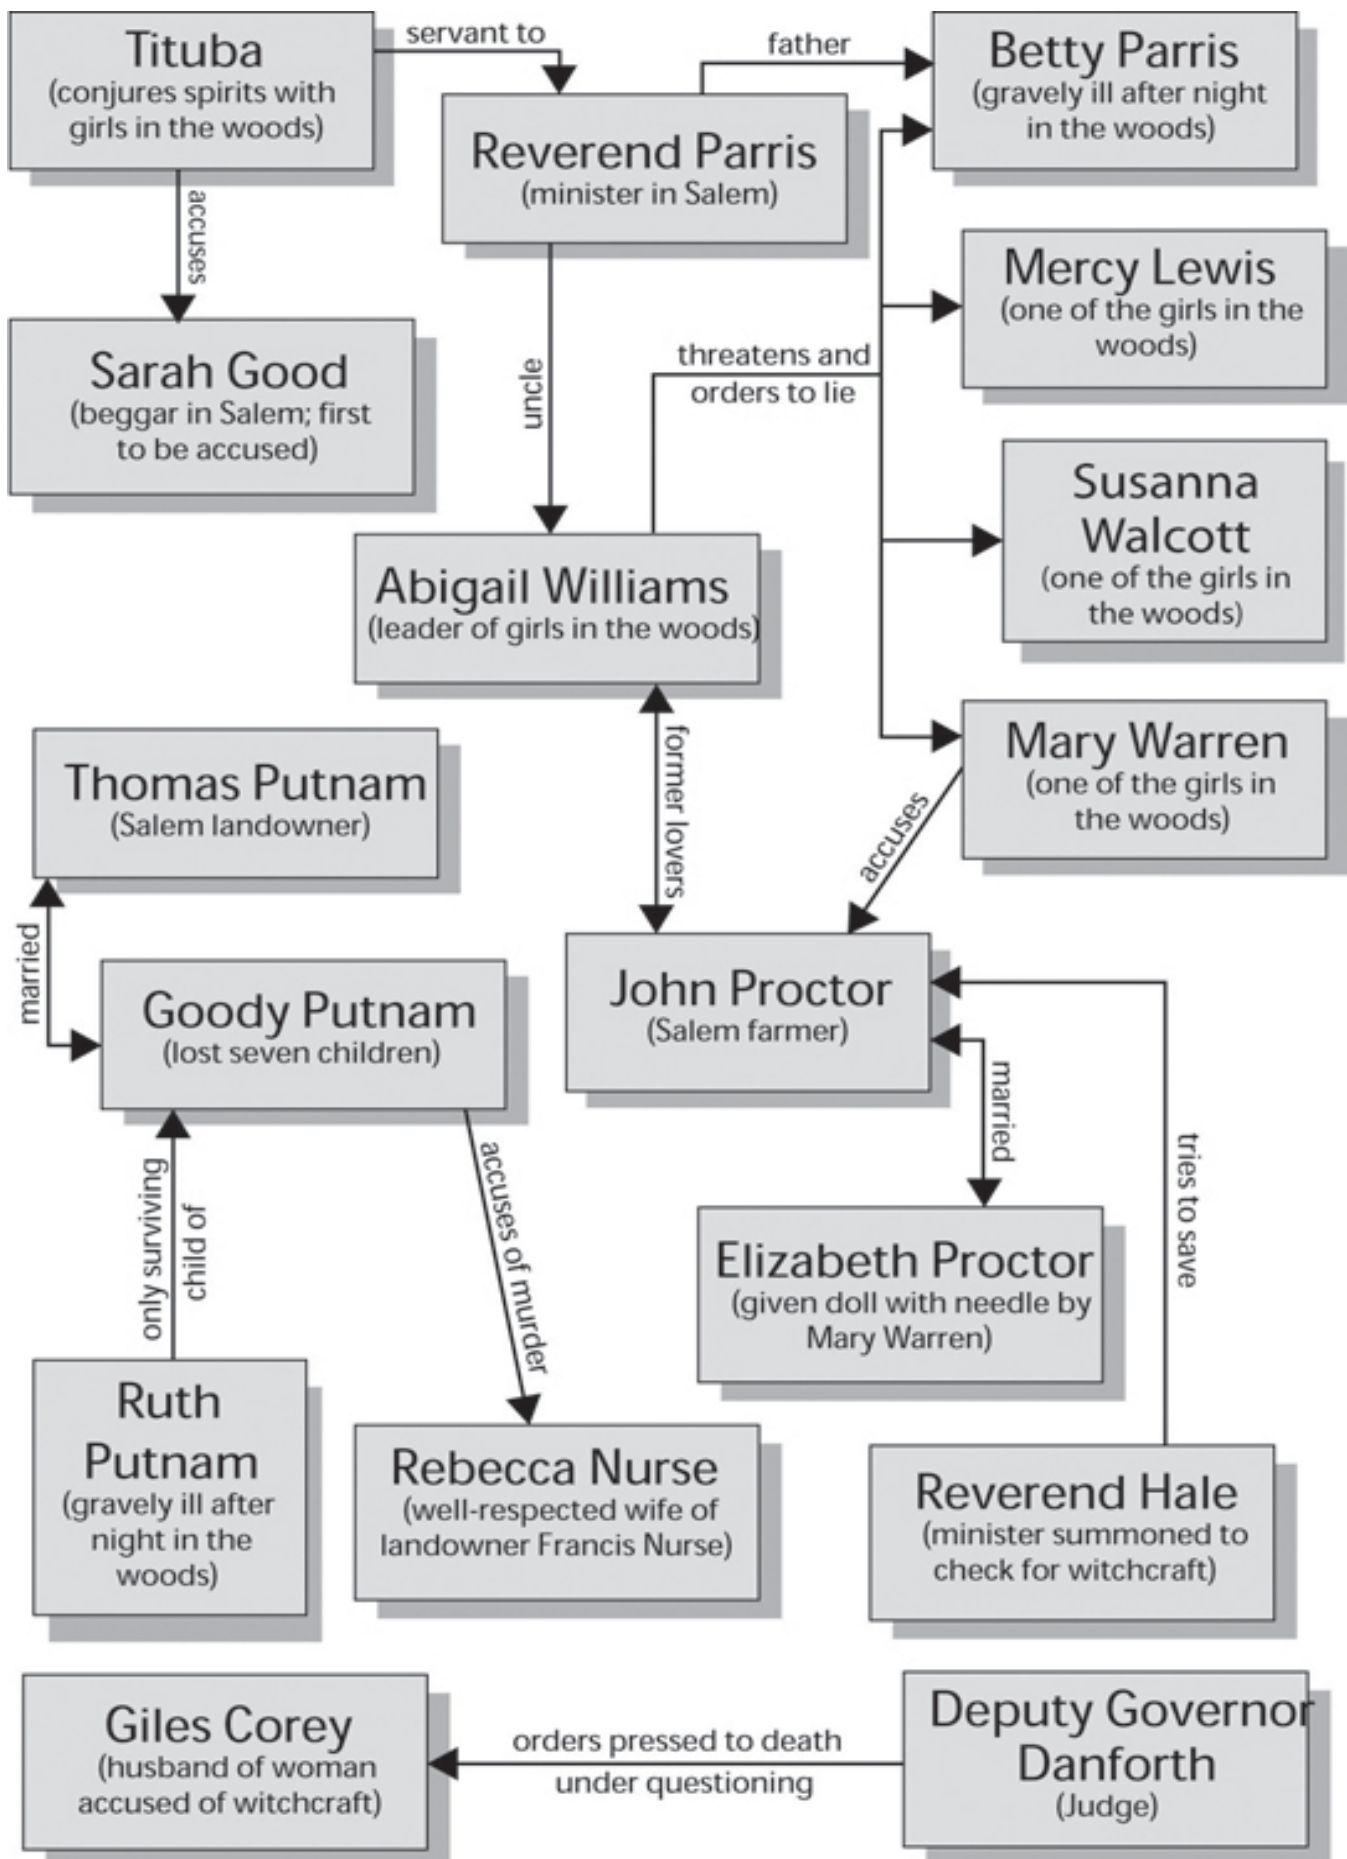 Tituba
(conjures spirits with
girls in the woods)
servant to
Reverend Parris
(minister in Salem)
father
Betty Parris
(gravely ill after night
in the woods)
accuses
Sarah Good
(beggar in Salem; first
to be accused)
uncle
threatens and
orders to lie
Mercy Lewis
(one of the girls in the
woods)
Susanna
Walcott
(one of the girls in
the woods)
Abigail Williams
(leader of girls in the woods)
Mary Warren
(one of the girls in
the woods)
former lovers
accuses
Thomas Putnam
(Salem landowner)
married
Goody Putnam
(lost seven children)
John Proctor
(Salem farmer)
married
tries to save
only surviving
child of
accuses of murder
Elizabeth Proctor
(given doll with needle by
Mary Warren)
Ruth
Putnam
(gravely ill after
night in the
woods)
Rebecca Nurse
(well-respected wife of
landowner Francis Nurse)
Reverend Hale
(minister summoned to
check for witchcraft)
Giles Corey
(husband of woman
accused of witchcraft)
orders pressed to death
under questioning
Deputy Governor
Danforth
(Judge)